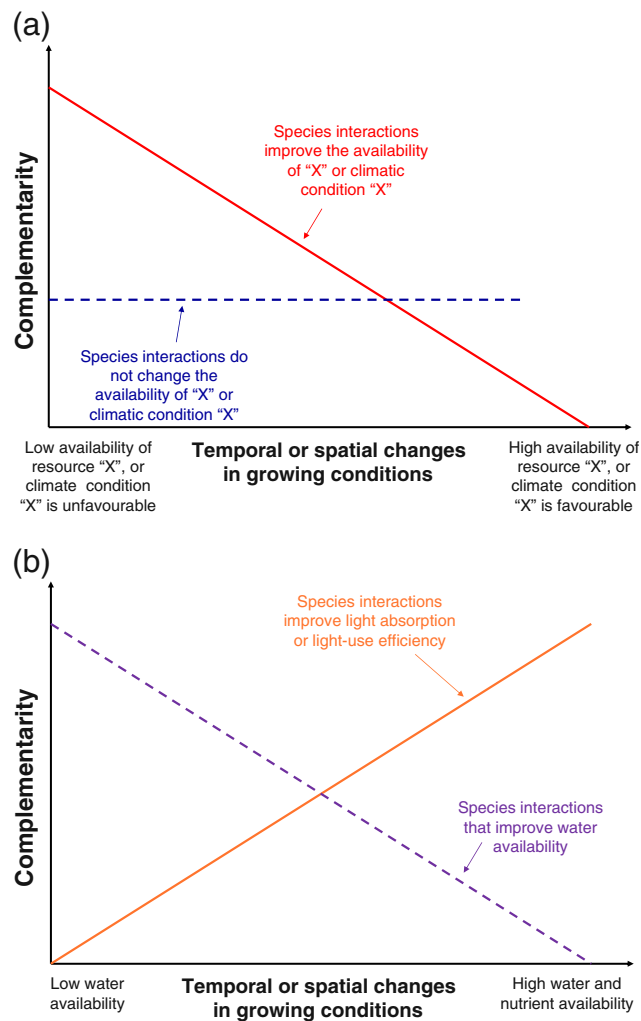 (a)
Complementarity
Species interactions
improve the availability
of “X” or climatic
condition “X”
Species interactions do
not change the
availability of “X” or
climatic condition “X”
Low availability of
resource “X”, or
climate condition
“X” is unfavourable
Temporal or spatial changes
in growing conditions
High availability of
resource “X”, or
climate condition
“X” is favourable
(b)
Complementarity
Species interactions
improve light absorption
or light-use efficiency
Species interactions
that improve water
availability
Low water
availability
Temporal or spatial changes
in growing conditions
High water and
nutrient availability